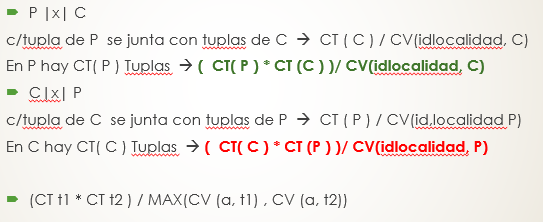 P |x| C
c/tupla de P se junta con tuplas de C → CT ( C ) / CV(idlocalidad, C)
En P hay CT( P ) Tuplas → ( CT( P ) * CT (C ) )/ CV(idlocalidad, C)
C|x| P
c/tupla de C se junta con tuplas de P → CT ( P ) / CV(id,localidad P)
En C hay CT( C ) Tuplas → ( CT( C ) * CT (P ) )/ CV(idlocalidad, P)
(CT t1 * CT t2 ) / MAX(CV (a, t1) , CV (a, t2))